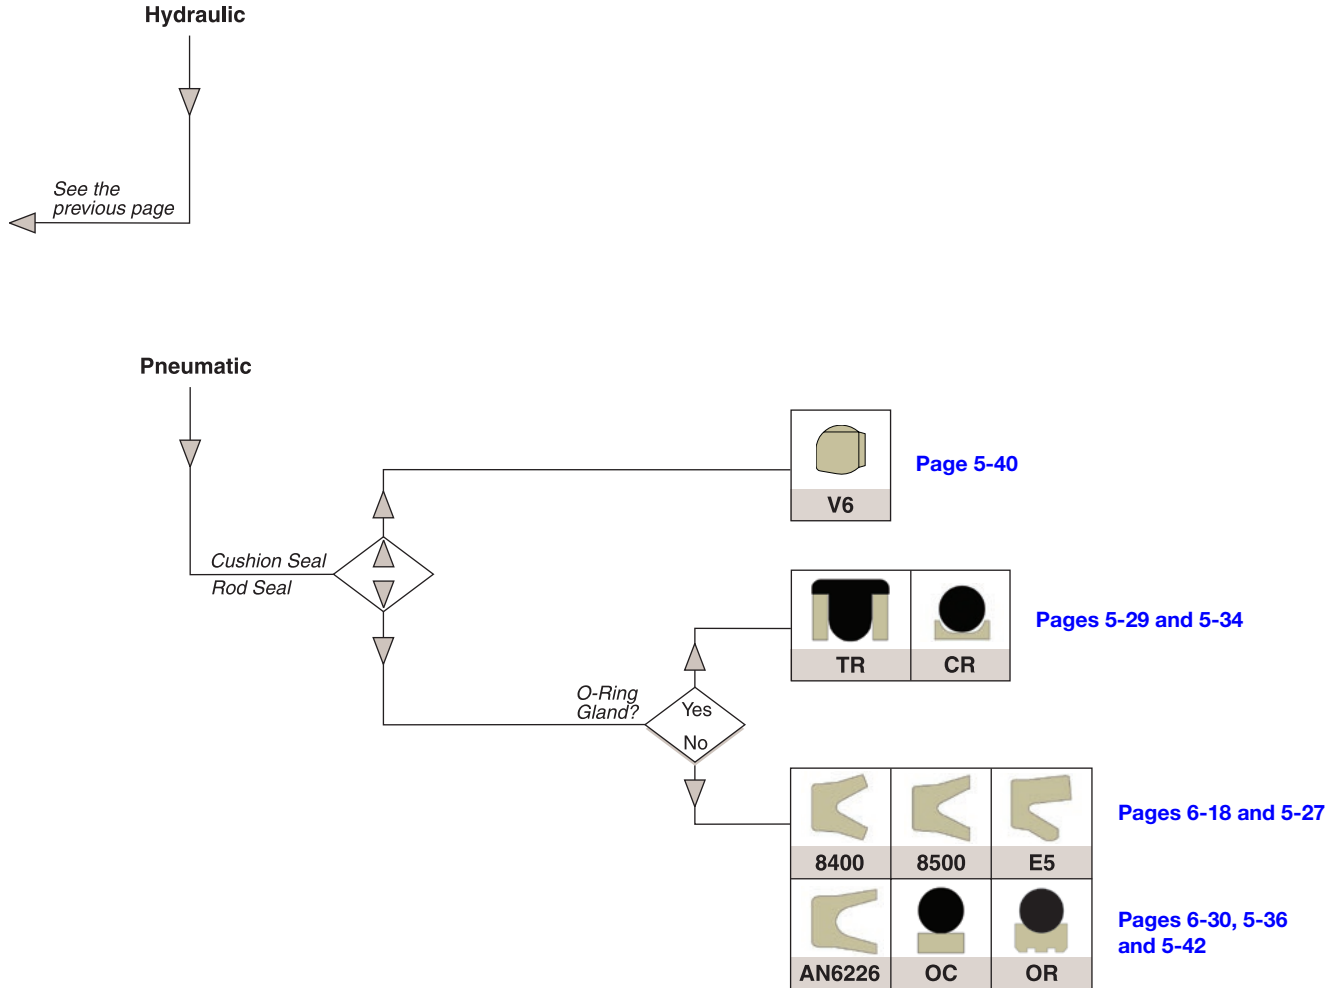 Hydraulic
See the
previous page
Pneumatic
V6
Page 5-40
Cushion Seal
Rod Seal
TR
CR
Pages 5-29 and 5-34
O-Ring
Gland?
Yes
No
8400
8500
E5
Pages 6-18 and 5-27
AN6226
OC
OR
Pages 6-30, 5-36
and 5-42